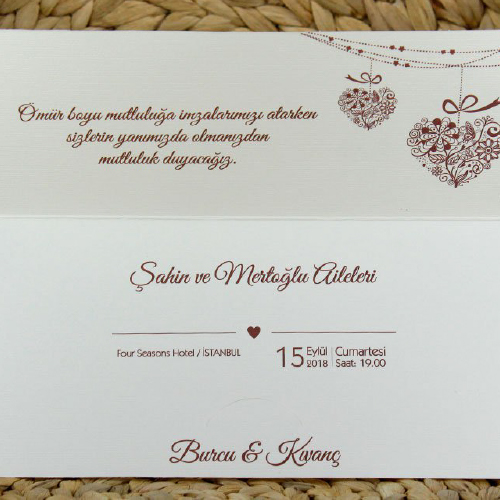 Ömür boyu mutluluğa imzalarımızı atarken
sizlerin yanımızda olmanızdan
mutluluk duyacağız.
Şahin ve Mertoğlu Aileleri
Four Seasons Hotel / İSTANBUL
15 Eylül 2018 Cumartesi Saat: 19.00
Burcu & Kıvanç